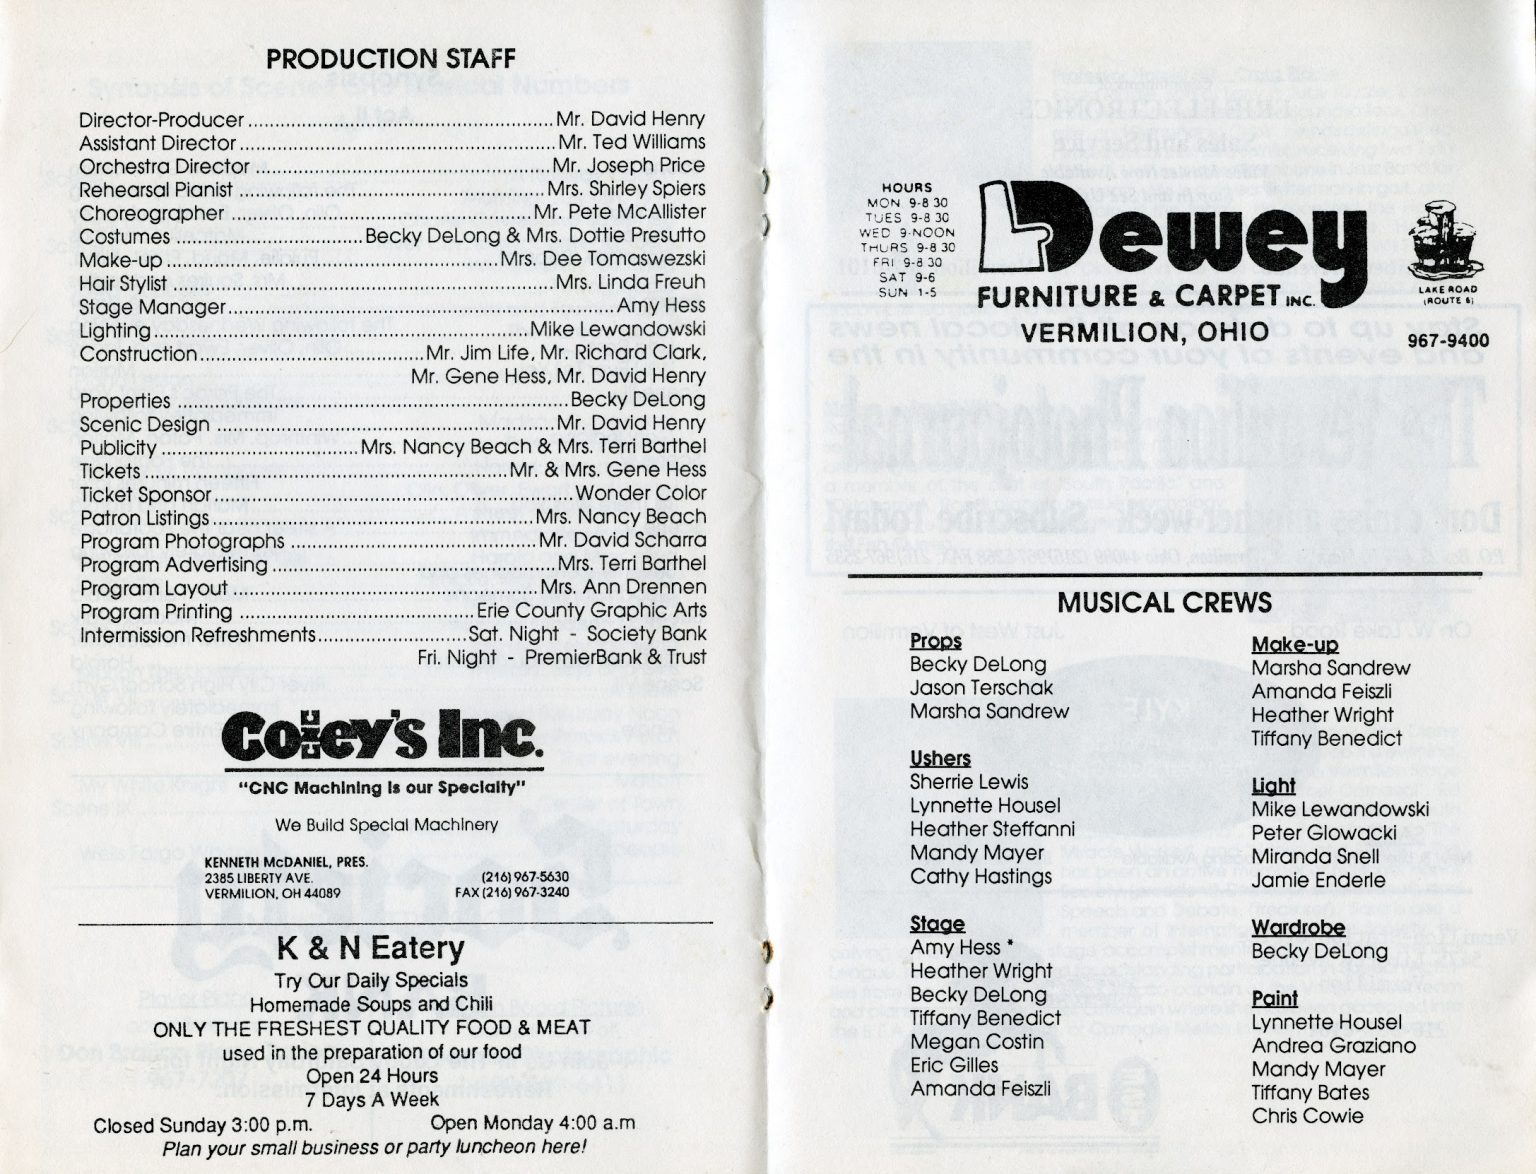 PRODUCTION STAFF
Director-Producer ................ Mr. David Henry
Assistant Director ................ Mr. Ted Williams
Orchestra Director ................ Mr. Joseph Price
Rehearsal Pianist ................ Mrs. Shirley Spiers
Choreographer ................ Mr. Pete McAllister
Costumes ................ Becky DeLong & Mrs. Dottie Presutto
Make-up ................ Mrs. Dee Tomaswezski
Hair Stylist ................ Mrs. Linda Freuh
Stage Manager ................ Amy Hess
Lighting ................ Mike Lewandowski
Construction ................ Mr. Jim Life, Mr. Richard Clark,
Mr. Gene Hess, Mr. David Henry
Properties ................ Becky DeLong
Scenic Design ................ Mr. David Henry
Publicity ................ Mrs. Nancy Beach & Mrs. Terri Barthel
Tickets ................ Mr. & Mrs. Gene Hess
Ticket Sponsor ................ Wonder Color
Patron Listings ................ Mrs. Nancy Beach
Program Photographs ................ Mr. David Scharra
Program Advertising ................ Mrs. Terri Barthel
Program Layout ................ Mrs. Ann Drennen
Program Printing ................ Erie County Graphic Arts
Intermission Refreshments ................ Sat. Night - Society Bank
Fri. Night - PremierBank & Trust
Coley's Inc.
"CNC Machining is our Specialty"
We Build Special Machinery
KENNETH McDANIEL, PRES.
2385 LIBERTY AVE. (216) 967-5630
VERMILION, OH 44089 FAX (216) 967-3240
K & N Eatery
Try Our Daily Specials
Homemade Soups and Chili
ONLY THE FRESHEST QUALITY FOOD & MEAT
used in the preparation of our food
Open 24 Hours
7 Days A Week
Closed Sunday 3:00 p.m. Open Monday 4:00 a.m
Plan your small business or party luncheon here!
HOURS
MON 9-8 30
TUES 9-8 30
WED 9-NOON
THURS 9-8 30
FRI 9-8 30
SAT 9-6
SUN 1-5
Dewey
FURNITURE & CARPET INC.
VERMILION, OHIO
LAKE ROAD
(ROUTE 6)
967-9400
MUSICAL CREWS
Props
Becky DeLong
Jason Terschak
Marsha Sandrew
Ushers
Sherrie Lewis
Lynnette Housel
Heather Steffanni
Mandy Mayer
Cathy Hastings
Stage
Amy Hess *
Heather Wright
Becky DeLong
Tiffany Benedict
Megan Costin
Eric Gilles
Amanda Feiszli
Make-up
Marsha Sandrew
Amanda Feiszli
Heather Wright
Tiffany Benedict
Light
Mike Lewandowski
Peter Glowacki
Miranda Snell
Jamie Enderle
Wardrobe
Becky DeLong
Paint
Lynnette Housel
Andrea Graziano
Mandy Mayer
Tiffany Bates
Chris Cowie